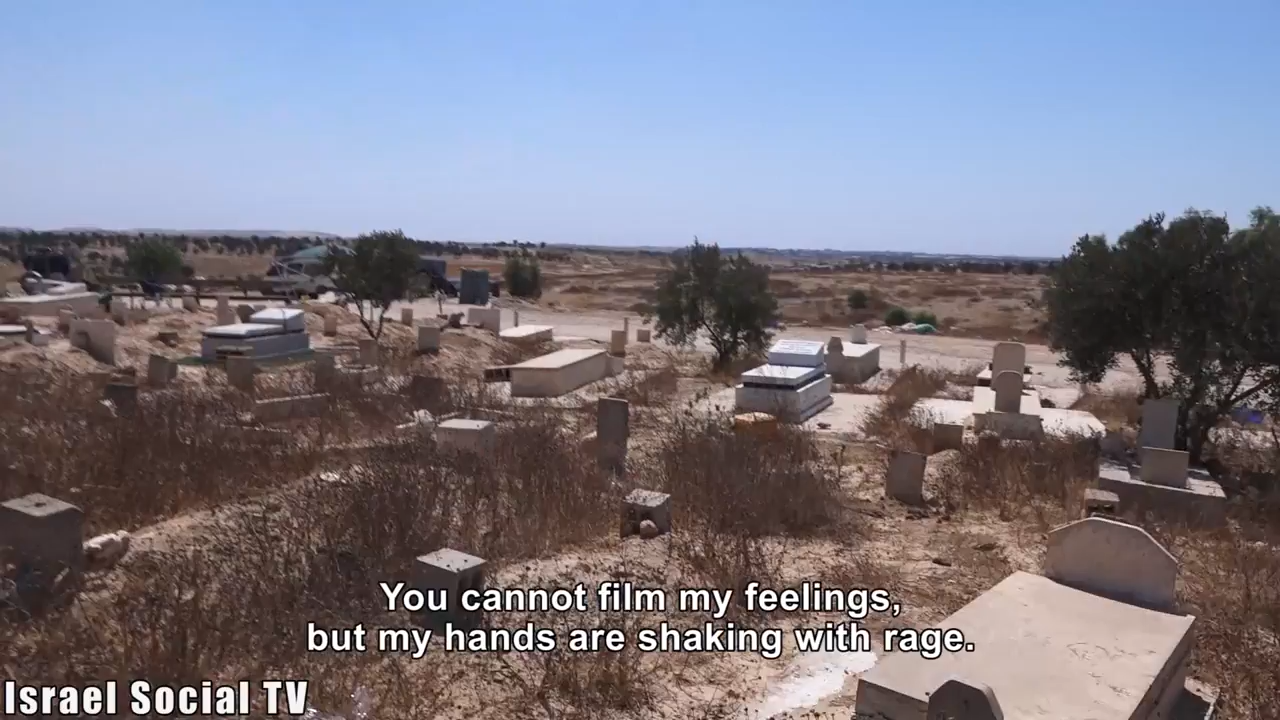 You cannot film my feelings,
but my hands are shaking with rage.
Israel Social TV